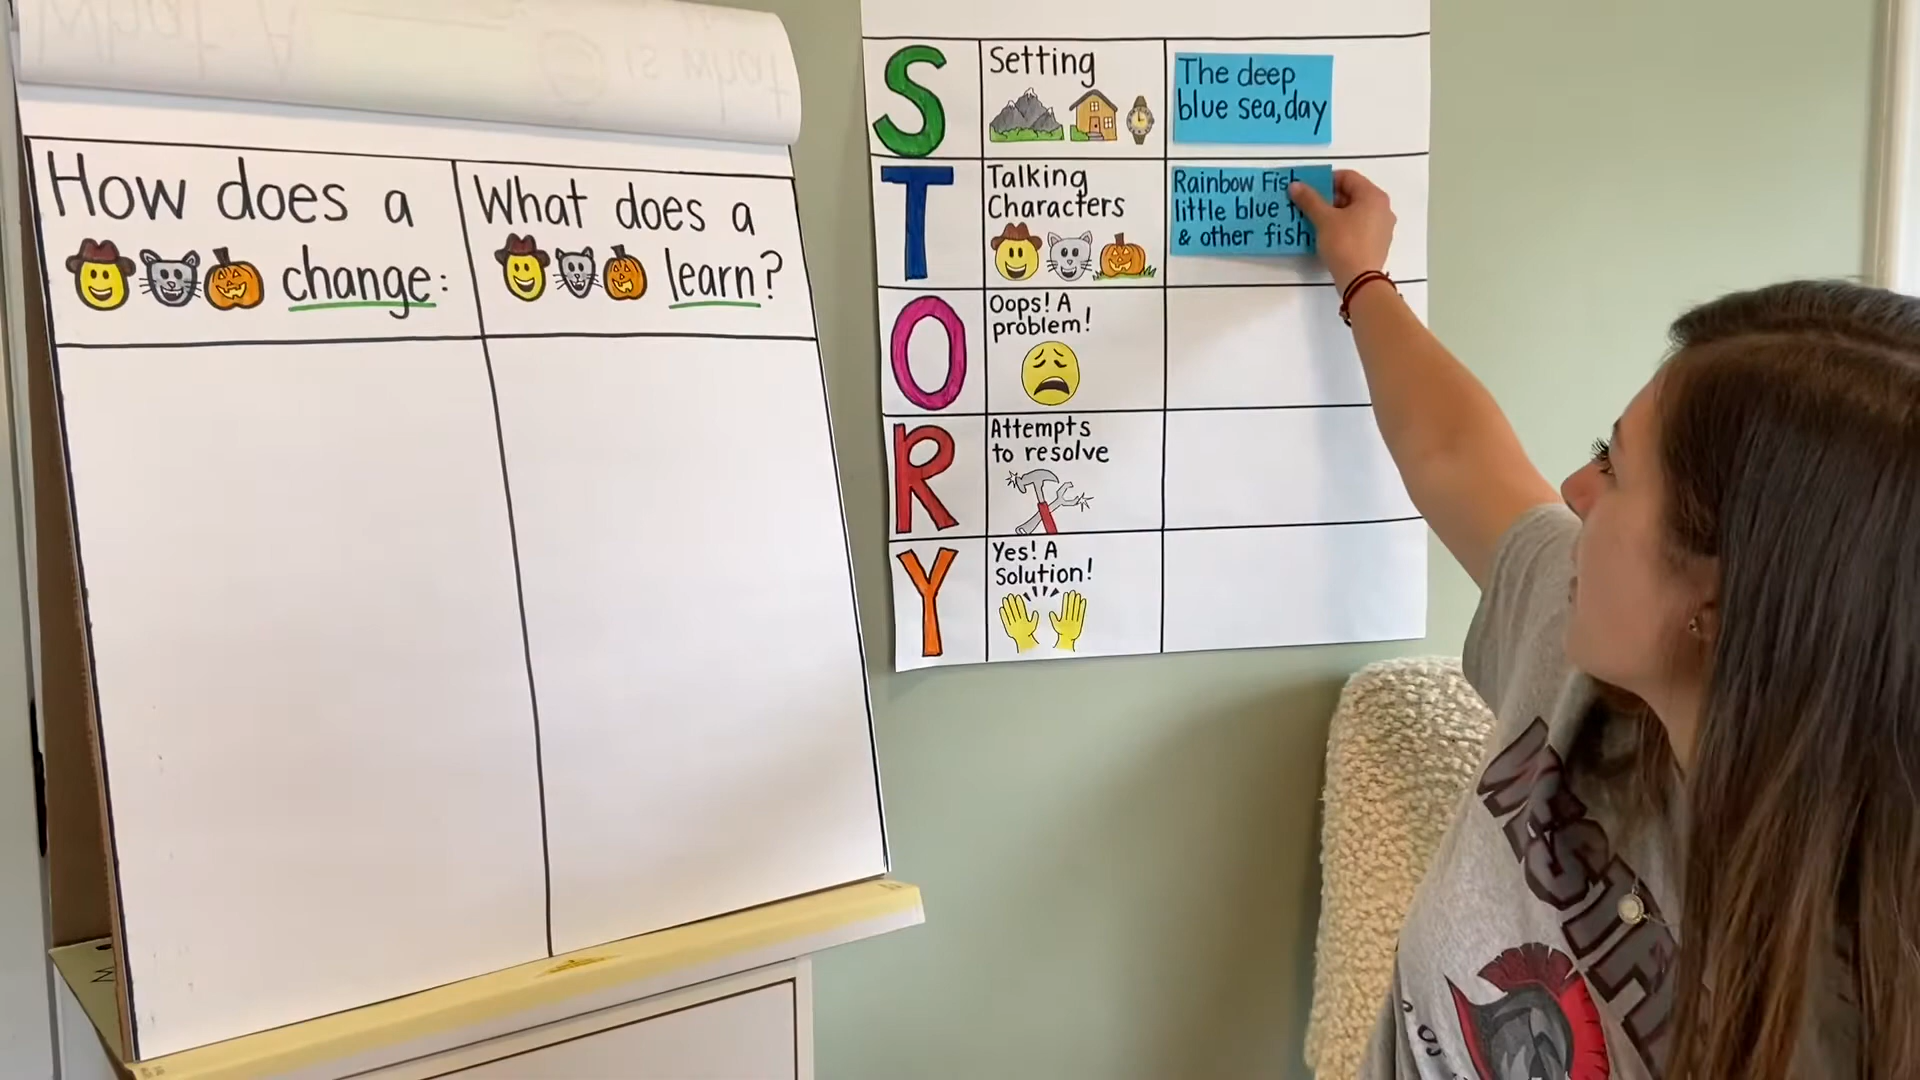 How does a
change:
What does a
learn?
S
Setting
The deep
blue sea, day
T
Talking
Characters
Rainbow Fish
little blue
& other fish
O
Oops! A
problem!
R
Attempts
to resolve
Y
Yes! A
Solution!